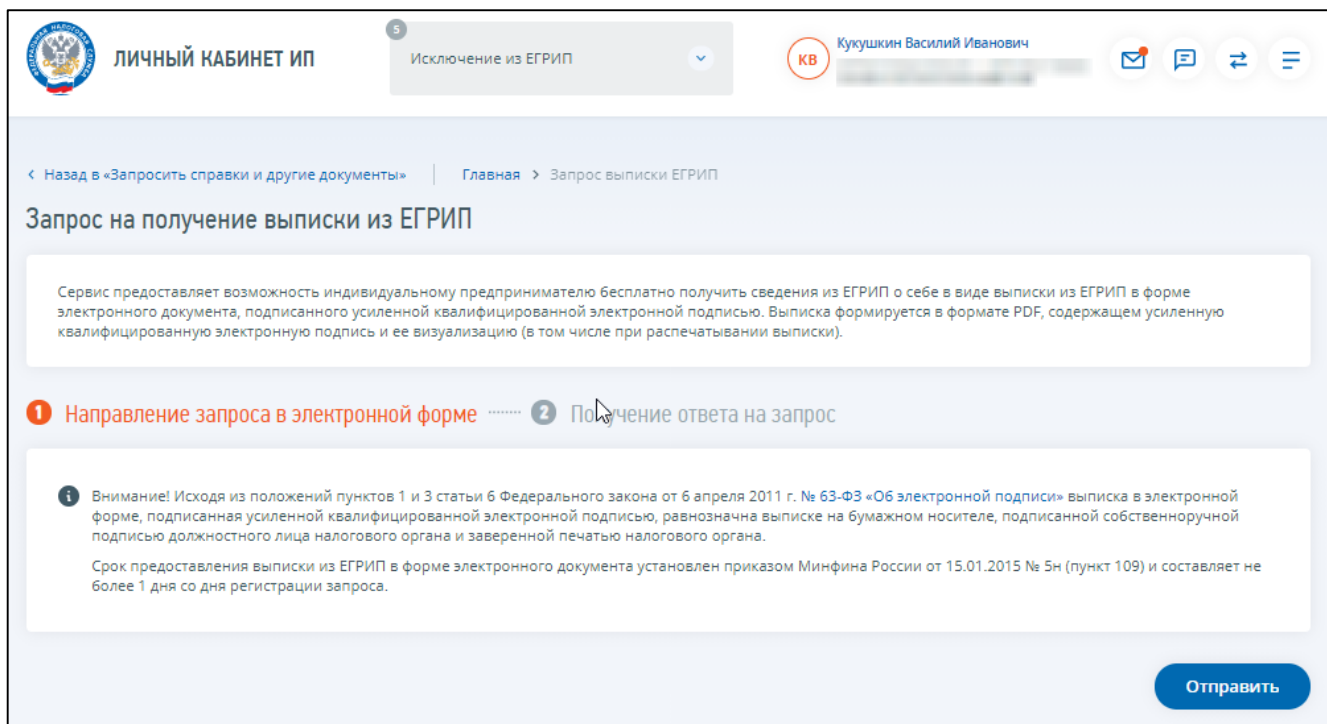 5
ЛИЧНЫЙ КАБИНЕТ ИП
Исключение из ЕГРИП
КВ
Кукушкин Василий Иванович
Назад в «Запросить справки и другие документы»
Главная > Запрос выписки ЕГРИП
Запрос на получение выписки из ЕГРИП
Сервис предоставляет возможность индивидуальному предпринимателю бесплатно получить сведения из ЕГРИП о себе в виде выписки из ЕГРИП в форме
электронного документа, подписанного усиленной квалифицированной электронной подписью. Выписка формируется в формате PDF, содержащем усиленную
квалифицированную электронную подпись и ее визуализацию (в том числе при распечатывании выписки).
1 Направление запроса в электронной форме 2 Получение ответа на запрос
Внимание! Исходя из положений пунктов 1 и 3 статьи 6 Федерального закона от 6 апреля 2011 г. № 63-ФЗ «Об электронной подписи» выписка в электронной
форме, подписанная усиленной квалифицированной электронной подписью, равнозначна выписке на бумажном носителе, подписанной собственноручной
подписью должностного лица налогового органа и заверенной печатью налогового органа.
Срок предоставления выписки из ЕГРИП в форме электронного документа установлен приказом Минфина России от 15.01.2015 № 5н (пункт 109) и составляет не
более 1 дня со дня регистрации запроса.
Отправить